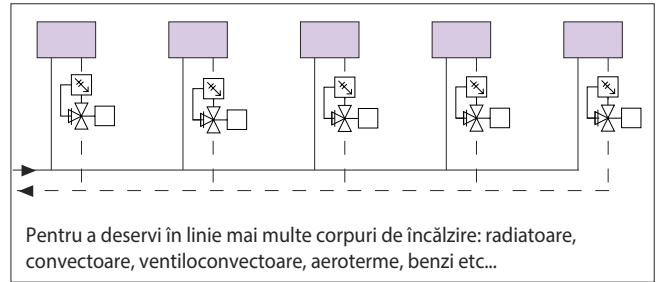 Pentru a deservi în linie mai multe corpuri de încălzire: radiatoare,
convectoare, ventiloconvectoare, aeroterme, benzi etc...